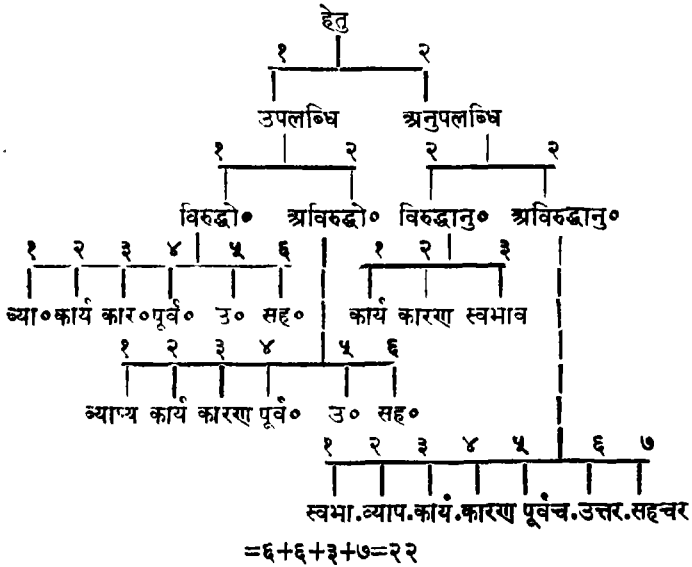 हेतु
१ २
उपलब्धि अनुपलब्धि
१ २ २ २
विरुद्धो० अविरुद्धो० विरुद्धानु० अविरुद्धानु०
१ २ ३ ४ ५ ६ १ २ ३
व्या० कार्य कार० पूर्व० उ० सह० कार्य कारण स्वभाव
१ २ ३ ४ ५ ६
व्याप्य कार्य कारण पूर्व० उ० सह०
१ २ ३ ४ ५ ६ ७
स्वभा. व्याप. कार्य. कारण पूर्वच. उत्तर. सहचर
=६+६+३+७=२२